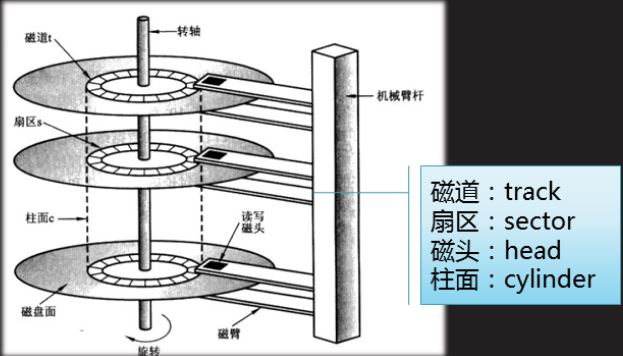 磁道t
转轴
机械臂杆
扇区s
柱面c
读写
磁头
磁盘面
磁臂
旋转
磁道：track
扇区：sector
磁头：head
柱面：cylinder